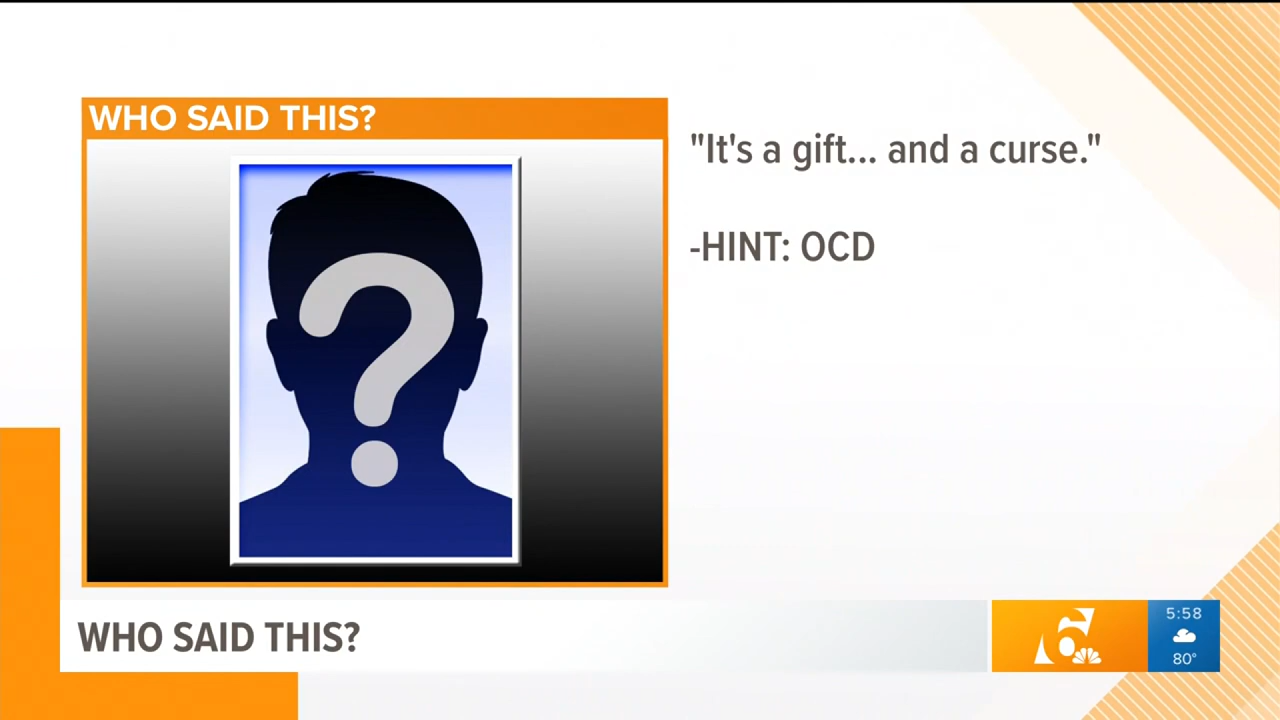 WHO SAID THIS?
"It's a gift... and a curse."
-HINT: OCD
?
WHO SAID THIS?
6
5:58
80°